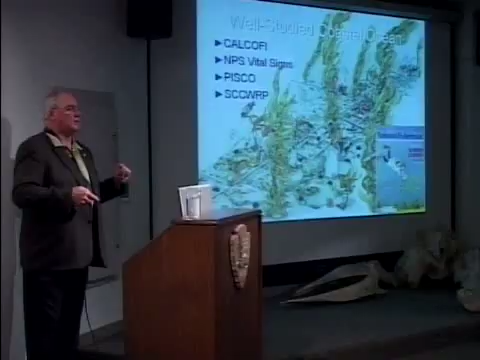 Well-Studied Coastal Ocean
►CALCOFI
►NPS Vital Signs
►PISCO
►SCCWRP